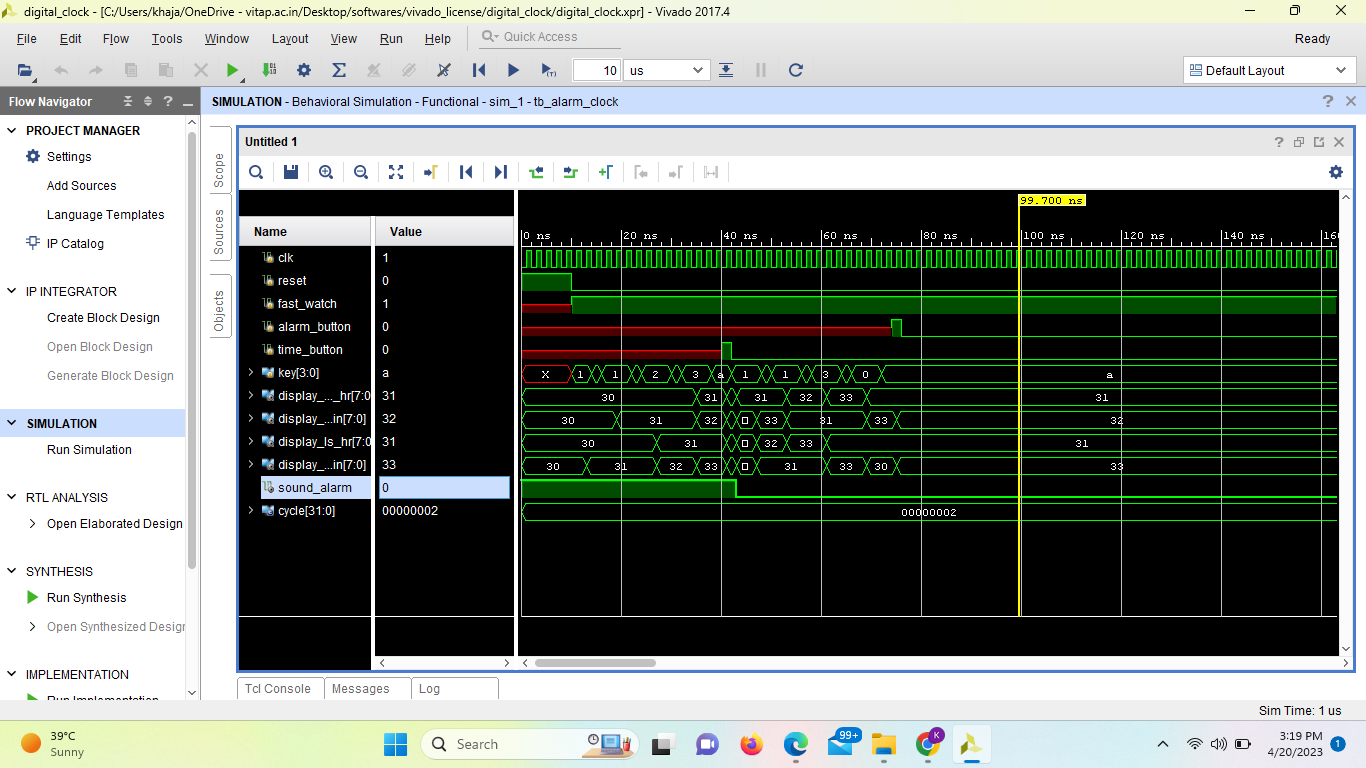 digital_clock - [C:/Users/khaja/OneDrive - vitap.ac.in/Desktop/softwares/vivado_license/digital_clock/digital_clock.xpr] - Vivado 2017.4
File Edit Flow Tools Window Layout View Run Help Quick Access Ready
10 us Default Layout
Flow Navigator
SIMULATION - Behavioral Simulation - Functional - sim_1 - tb_alarm_clock
PROJECT MANAGER
Settings
Add Sources
Language Templates
IP Catalog
IP INTEGRATOR
Create Block Design
Open Block Design
Generate Block Design
SIMULATION
Run Simulation
RTL ANALYSIS
Open Elaborated Design
SYNTHESIS
Run Synthesis
Open Synthesized Desig
IMPLEMENTATION
Scope
Sources
Objects
Untitled 1
99.700 ns
Name Value
0 ns 20 ns 40 ns 60 ns 80 ns 100 ns 120 ns 140 ns 160
clk 1
reset 0
fast_watch 1
alarm_button 0
time_button 0
key[3:0] a X 1 1 2 3 a 1 1 3 0 a
display_..._hr[7:0 31 30 31 31 32 33 31
display_...in[7:0] 32 30 31 32 33 31 33 32
display_ls_hr[7:0 31 30 31 32 33 31
display_...in[7:0] 33 30 31 32 33 31 33 30 33
sound_alarm 0
cycle[31:0] 00000002 00000002
Tcl Console Messages Log
Sim Time: 1 us
39°C
Sunny
Search
99+
K
3:19 PM
4/20/2023
1